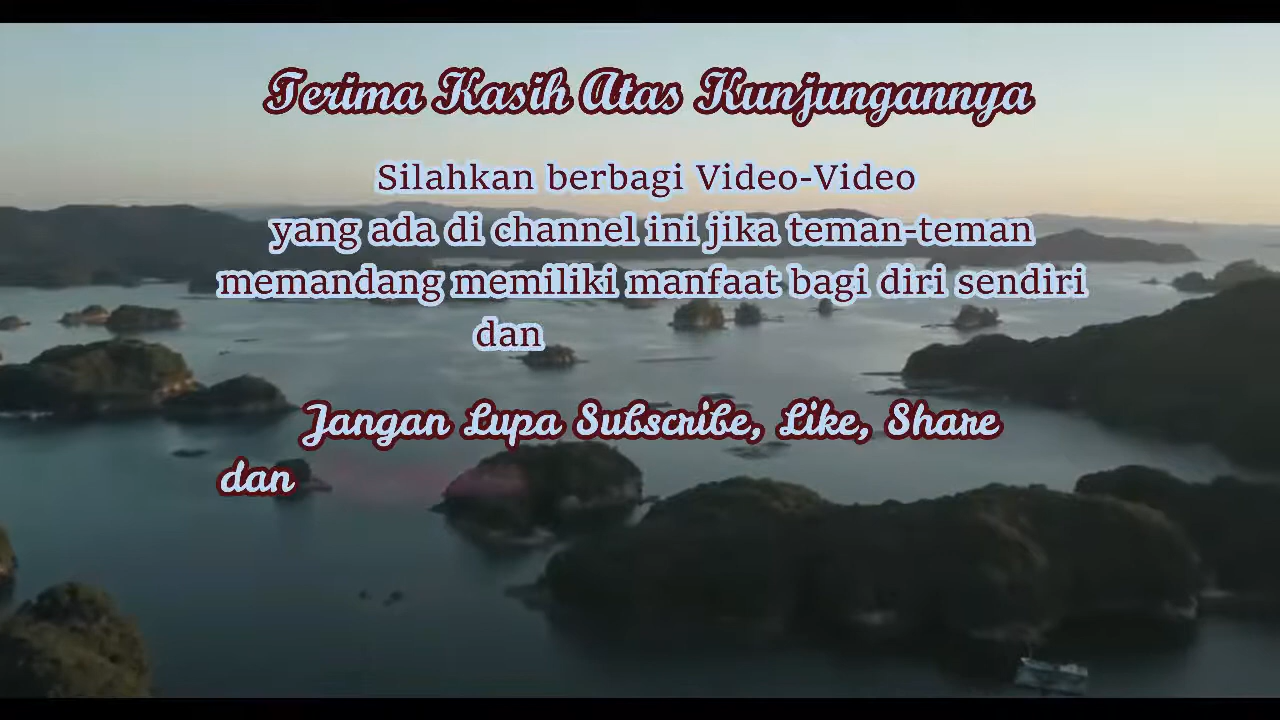 Terima Kasih Atas Kunjungannya
Silahkan berbagi Video-Video
yang ada di channel ini jika teman-teman
memandang memiliki manfaat bagi diri sendiri
dan
Jangan Lupa Subscribe, Like, Share
dan